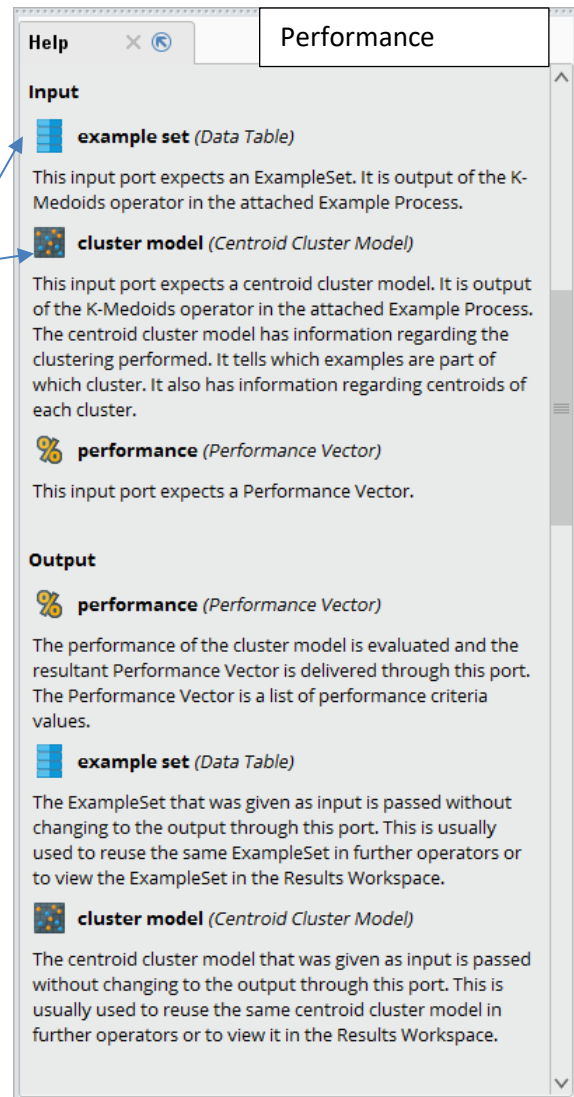 Help
Performance
Input
example set (Data Table)
This input port expects an ExampleSet. It is output of the K-
Medoids operator in the attached Example Process.
cluster model (Centroid Cluster Model)
This input port expects a centroid cluster model. It is output
of the K-Medoids operator in the attached Example Process.
The centroid cluster model has information regarding the
clustering performed. It tells which examples are part of
which cluster. It also has information regarding centroids of
each cluster.
% performance (Performance Vector)
This input port expects a Performance Vector.
Output
% performance (Performance Vector)
The performance of the cluster model is evaluated and the
resultant Performance Vector is delivered through this port.
The Performance Vector is a list of performance criteria
values.
example set (Data Table)
The ExampleSet that was given as input is passed without
changing to the output through this port. This is usually
used to reuse the same ExampleSet in further operators or
to view the ExampleSet in the Results Workspace.
cluster model (Centroid Cluster Model)
The centroid cluster model that was given as input is passed
without changing to the output through this port. This is
usually used to reuse the same centroid cluster model in
further operators or to view it in the Results Workspace.